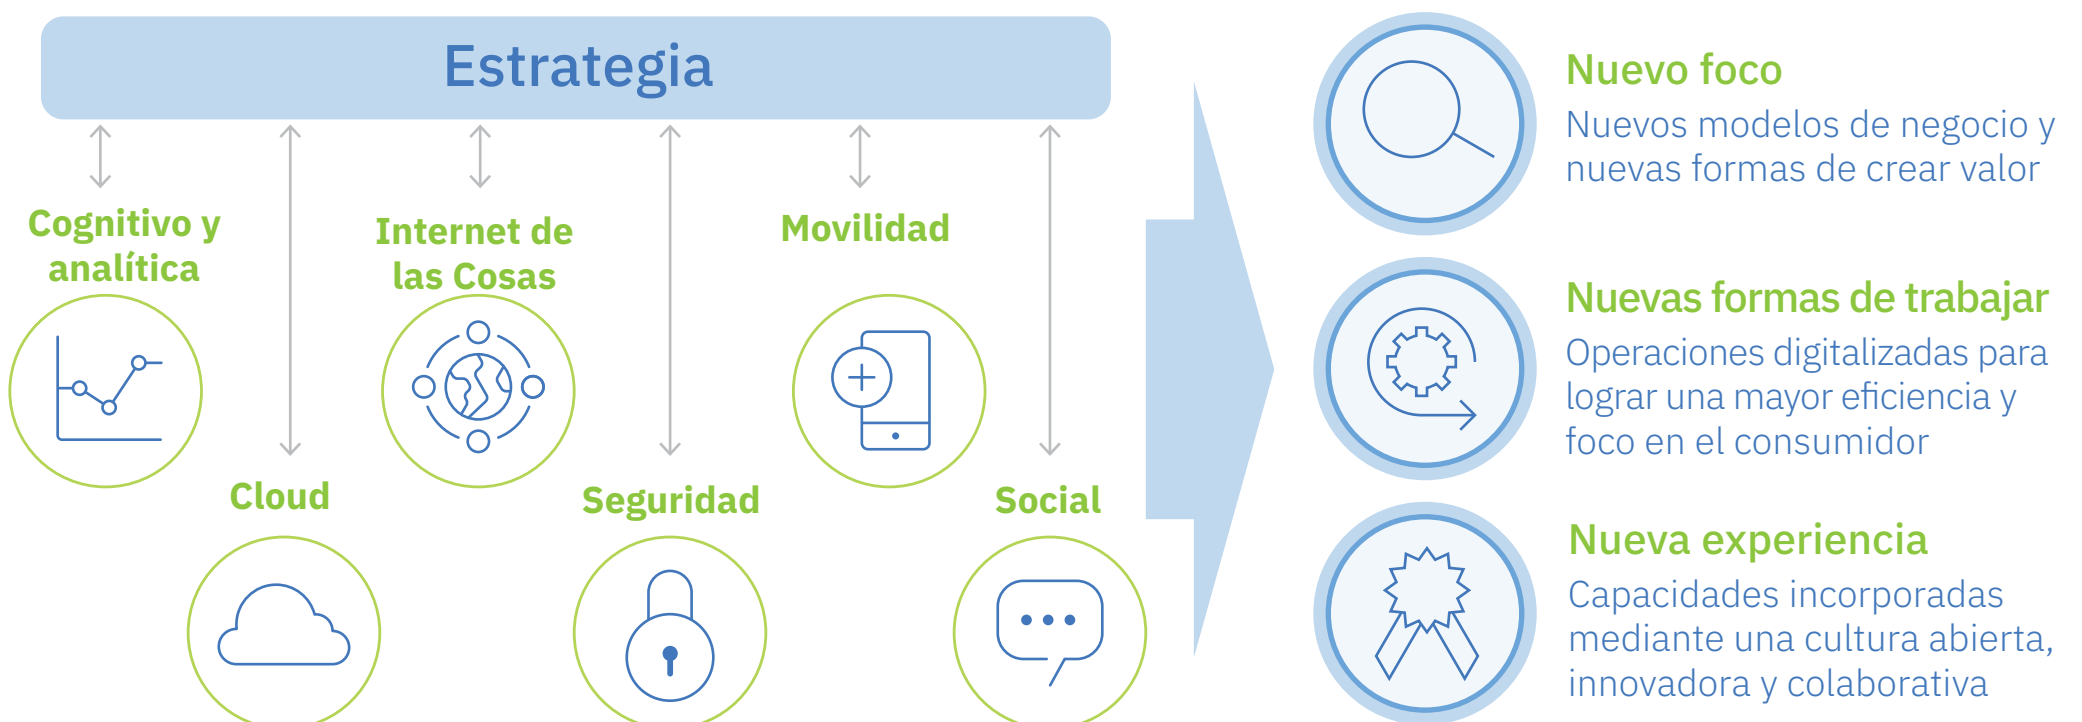 Estrategia
Cognitivo y
analítica
Internet de
las Cosas
Movilidad
Cloud
Seguridad
Social
Nuevo foco
Nuevos modelos de negocio y
nuevas formas de crear valor
Nuevas formas de trabajar
Operaciones digitalizadas para
lograr una mayor eficiencia y
foco en el consumidor
Nueva experiencia
Capacidades incorporadas
mediante una cultura abierta,
innovadora y colaborativa